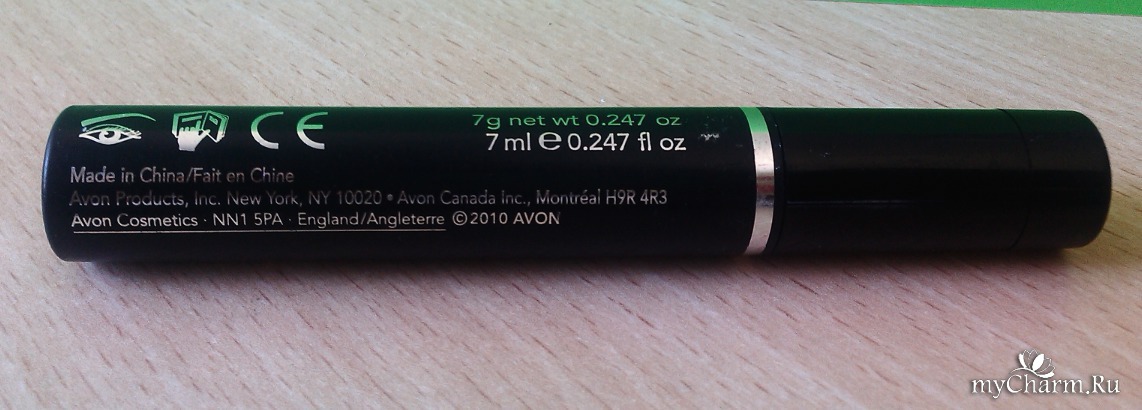 CE
7g net wt 0.247 oz
7 ml e 0.247 fl oz
Made in China/Fait en Chine
Avon Products, Inc. New York, NY 10020 • Avon Canada Inc., Montréal H9R 4R3
Avon Cosmetics · NN1 5PA · England/Angleterre ©2010 AVON
myCharm.Ru